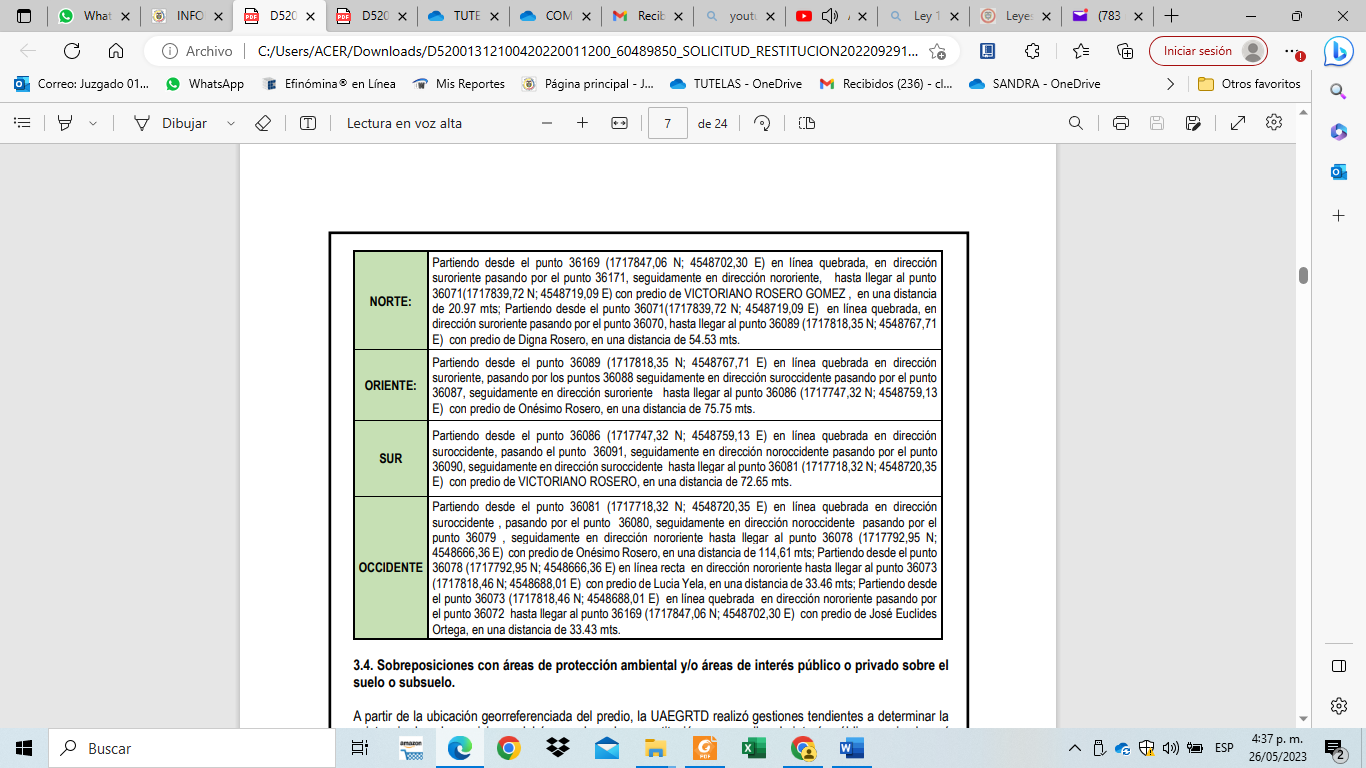 What
INFO
D520
D520
TUTE
COM
Recib
youtu
Ley 1
Leyes
(783
Archivo
C:/Users/ACER/Downloads/D520013121004202200011200_60489850_SOLICITUD_RESTITUCION202209291...
Iniciar sesión
Correo: Juzgado 01...
WhatsApp
Efinómina® en Línea
Mis Reportes
Página principal - J...
TUTELAS - OneDrive
Recibidos (236) - cl...
SANDRA - OneDrive
Otros favoritos
Dibujar
Lectura en voz alta
7
de 24
NORTE:
Partiendo desde el punto 36169 (1717847,06 N; 4548702,30 E) en línea quebrada, en dirección
suroriente pasando por el punto 36171, seguidamente en dirección nororiente, hasta llegar al punto
36071(1717839,72 N; 4548719,09 E) con predio de VICTORIANO ROSERO GOMEZ , en una distancia
de 20.97 mts; Partiendo desde el punto 36071(1717839,72 N; 4548719,09 E) en línea quebrada, en
dirección suroriente pasando por el punto 36070, hasta llegar al punto 36089 (1717818,35 N; 4548767,71
E) con predio de Digna Rosero, en una distancia de 54.53 mts.
ORIENTE:
Partiendo desde el punto 36089 (1717818,35 N; 4548767,71 E) en línea quebrada en dirección
suroriente, pasando por los puntos 36088 seguidamente en dirección suroccidente pasando por el punto
36087, seguidamente en dirección suroriente hasta llegar al punto 36086 (1717747,32 N; 4548759,13
E) con predio de Onésimo Rosero, en una distancia de 75.75 mts.
SUR
Partiendo desde el punto 36086 (1717747,32 N; 4548759,13 E) en línea quebrada en dirección
suroccidente, pasando el punto 36091, seguidamente en dirección noroccidente pasando por el punto
36090, seguidamente en dirección suroccidente hasta llegar al punto 36081 (1717718,32 N; 4548720,35
E) con predio de VICTORIANO ROSERO, en una distancia de 72.65 mts.
OCCIDENTE
Partiendo desde el punto 36081 (1717718,32 N; 4548720,35 E) en línea quebrada en dirección
suroccidente , pasando por el punto 36080, seguidamente en dirección noroccidente pasando por el
punto 36079 , seguidamente en dirección nororiente hasta llegar al punto 36078 (1717792,95 N;
4548666,36 E) con predio de Onésimo Rosero, en una distancia de 114,61 mts; Partiendo desde el punto
36078 (1717792,95 N; 4548666,36 E) en línea recta en dirección nororiente hasta llegar al punto 36073
(1717818,46 N; 4548688,01 E) con predio de Lucia Yela, en una distancia de 33.46 mts; Partiendo desde
el punto 36073 (1717818,46 N; 4548688,01 E) en línea quebrada en dirección nororiente pasando por
el punto 36072 hasta llegar al punto 36169 (1717847,06 N; 4548702,30 E) con predio de José Euclides
Ortega, en una distancia de 33.43 mts.
3.4. Sobreposiciones con áreas de protección ambiental y/o áreas de interés público o privado sobre el
suelo o subsuelo.
A partir de la ubicación georreferenciada del predio, la UAEGRTD realizó gestiones tendientes a determinar la
Buscar
ESP
4:37 p. m.
26/05/2023
2